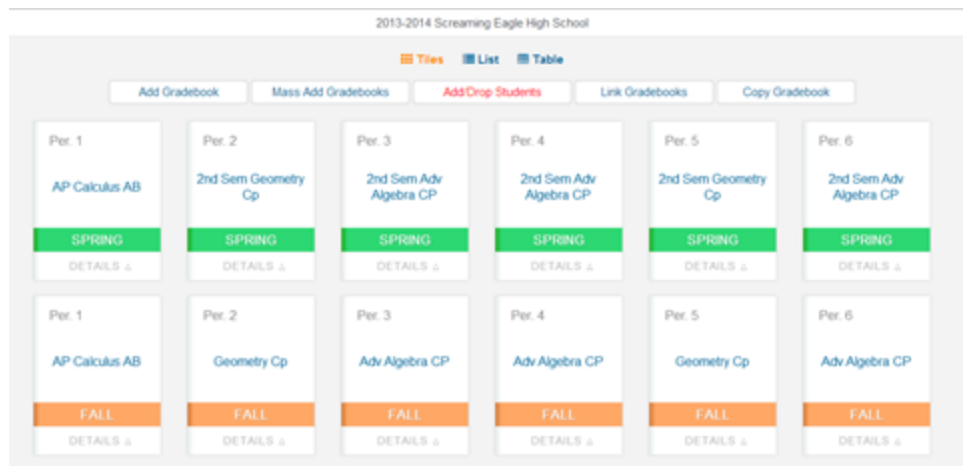 2013-2014 Screaming Eagle High School
Tiles List Table
Add Gradebook Mass Add Gradebooks Add/Drop Students Link Gradebooks Copy Gradebook
Per. 1 Per. 2 Per. 3 Per. 4 Per. 5 Per. 6
AP Calculus AB
2nd Sem Geometry
Cp
2nd Sem Adv
Algebra CP
2nd Sem Adv
Algebra CP
2nd Sem Geometry
Cp
2nd Sem Adv
Algebra CP
SPRING SPRING SPRING SPRING SPRING SPRING
DETAILS DETAILS DETAILS DETAILS DETAILS DETAILS
Per. 1 Per. 2 Per. 3 Per. 4 Per. 5 Per. 6
AP Calculus AB Geometry Cp Adv Algebra CP Adv Algebra CP Geometry Cp Adv Algebra CP
FALL FALL FALL FALL FALL FALL
DETAILS DETAILS DETAILS DETAILS DETAILS DETAILS